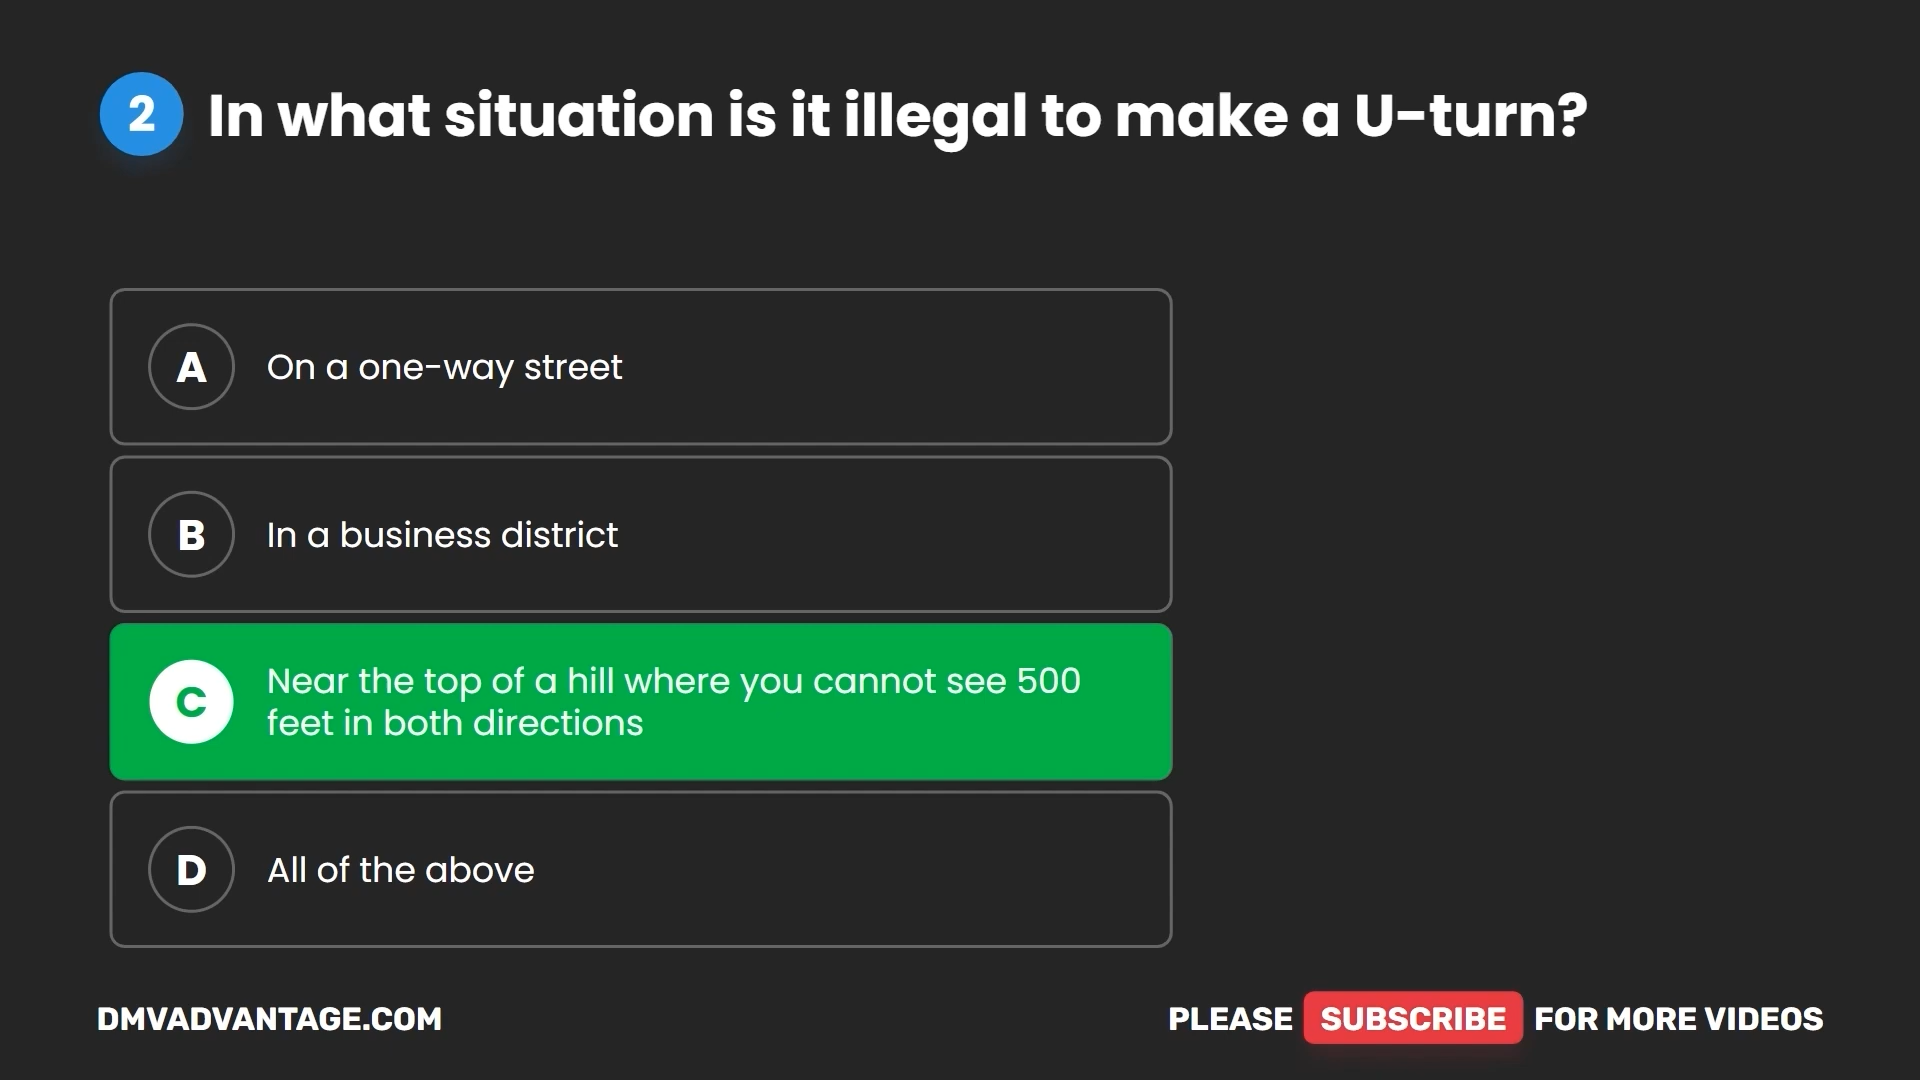 2 In what situation is it illegal to make a U-turn?
A On a one-way street
B In a business district
C Near the top of a hill where you cannot see 500
feet in both directions
D All of the above
DMVADVANTAGE.COM
PLEASE SUBSCRIBE FOR MORE VIDEOS